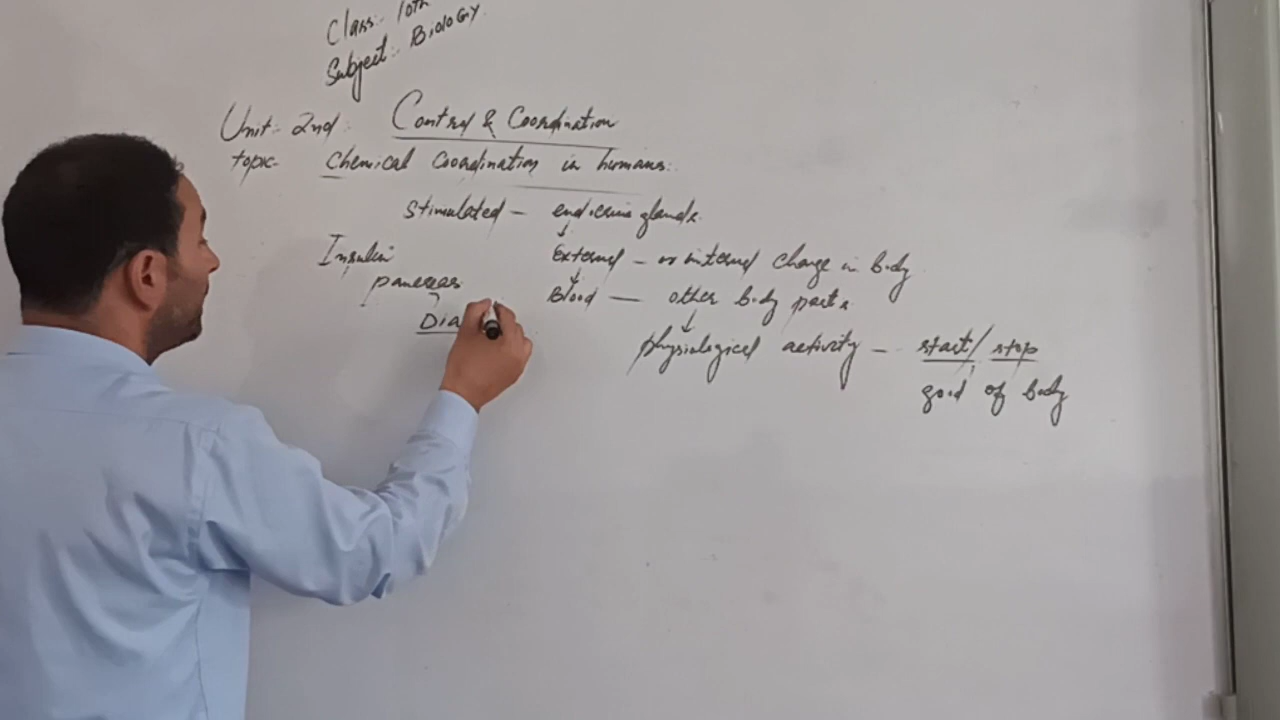 Class:- 10th
Subject:- Biology.
Unit:- 2nd: Control & Coordination
topic- chemical coordination in humans:
Stimulated - endocrine glands.
Insulin
External - or internal change in body
pancreas
Blood - other body parts
Dia
↓
physiological activity - start/stop
good of body